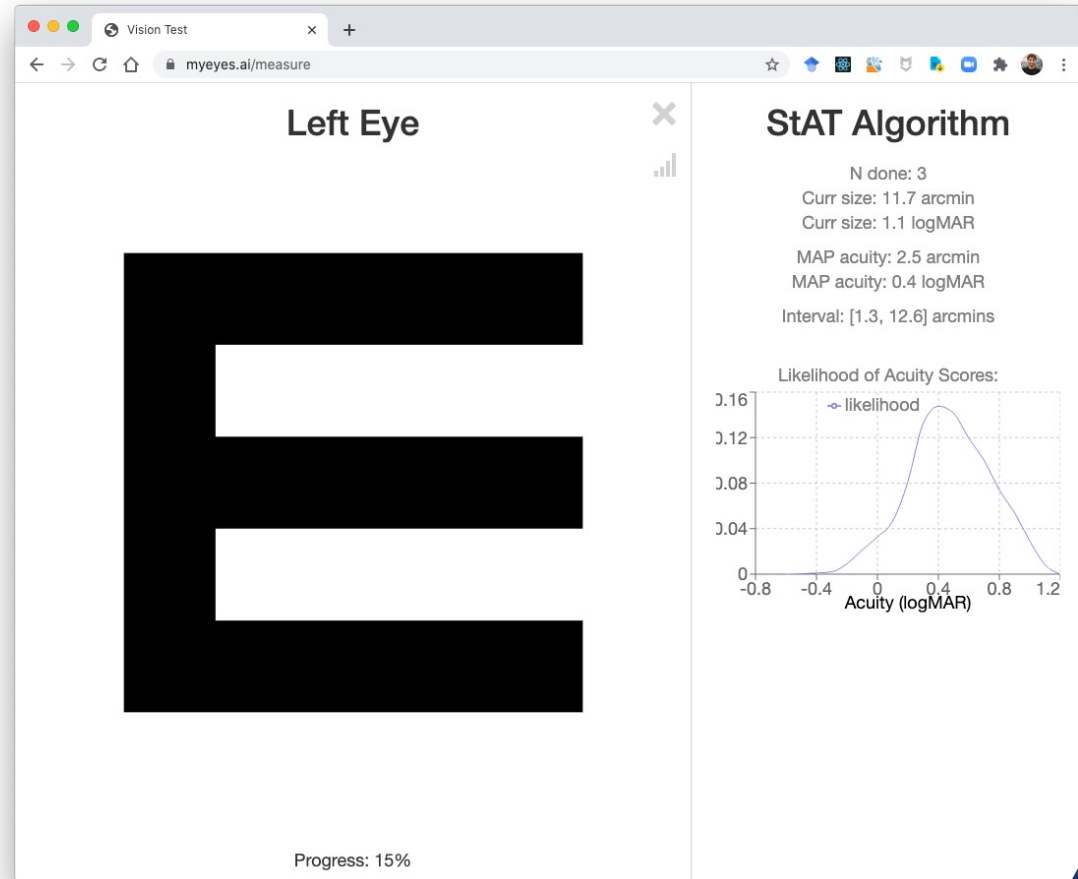 Vision Test
myeyes.ai/measure
Left Eye
E
Progress: 15%
StAT Algorithm
N done: 3
Curr size: 11.7 arcmin
Curr size: 1.1 logMAR
MAP acuity: 2.5 arcmin
MAP acuity: 0.4 logMAR
Interval: [1.3, 12.6] arcmins
Likelihood of Acuity Scores:
likelihood
0.16
0.12
0.08
0.04
0
-0.8 -0.4 0 0.4 0.8 1.2
Acuity (logMAR)